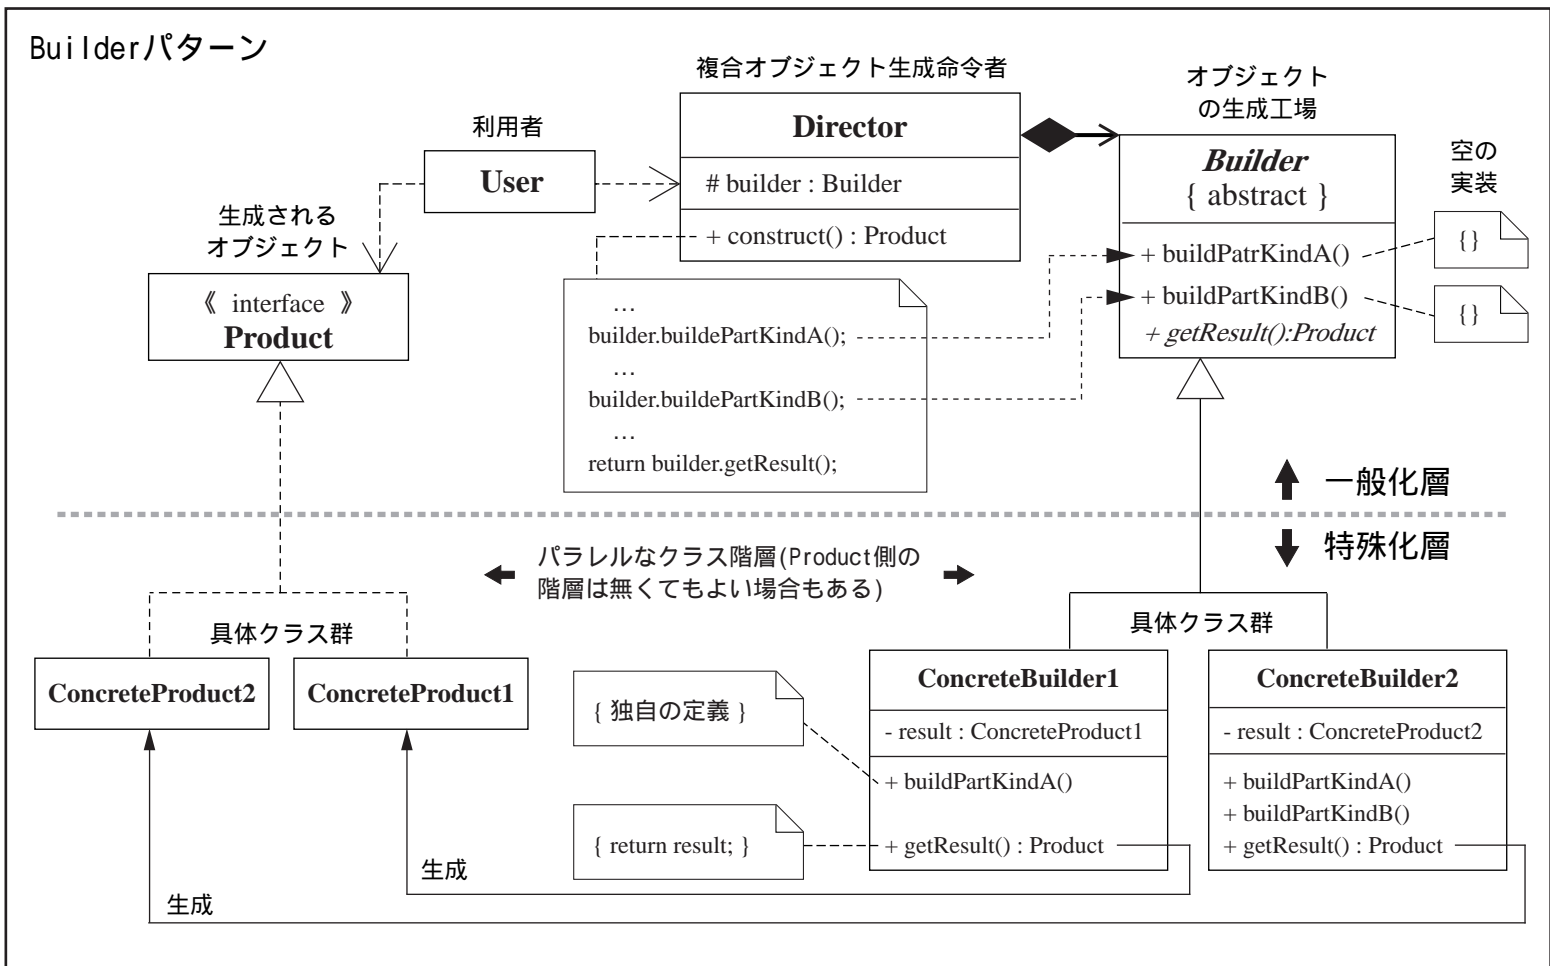 Builderパターン
複合オブジェクト生成命令者
Director
# builder : Builder
+ construct() : Product
利用者
User
オブジェクト
の生成工場
Builder
{ abstract }
+ buildPatrKindA()
+ buildPartKindB()
+ getResult():Product
空の
実装
{}
{}
生成される
オブジェクト
《 interface 》
Product
…
builder.buildePartKindA();
…
builder.buildePartKindB();
…
return builder.getResult();
一般化層
特殊化層
パラレルなクラス階層(Product側の
階層は無くてもよい場合もある)
具体クラス群
ConcreteProduct2
ConcreteProduct1
具体クラス群
ConcreteBuilder1
- result : ConcreteProduct1
+ buildPartKindA()
+ getResult() : Product
ConcreteBuilder2
- result : ConcreteProduct2
+ buildPartKindA()
+ buildPartKindB()
+ getResult() : Product
{ 独自の定義 }
{ return result; }
生成
生成